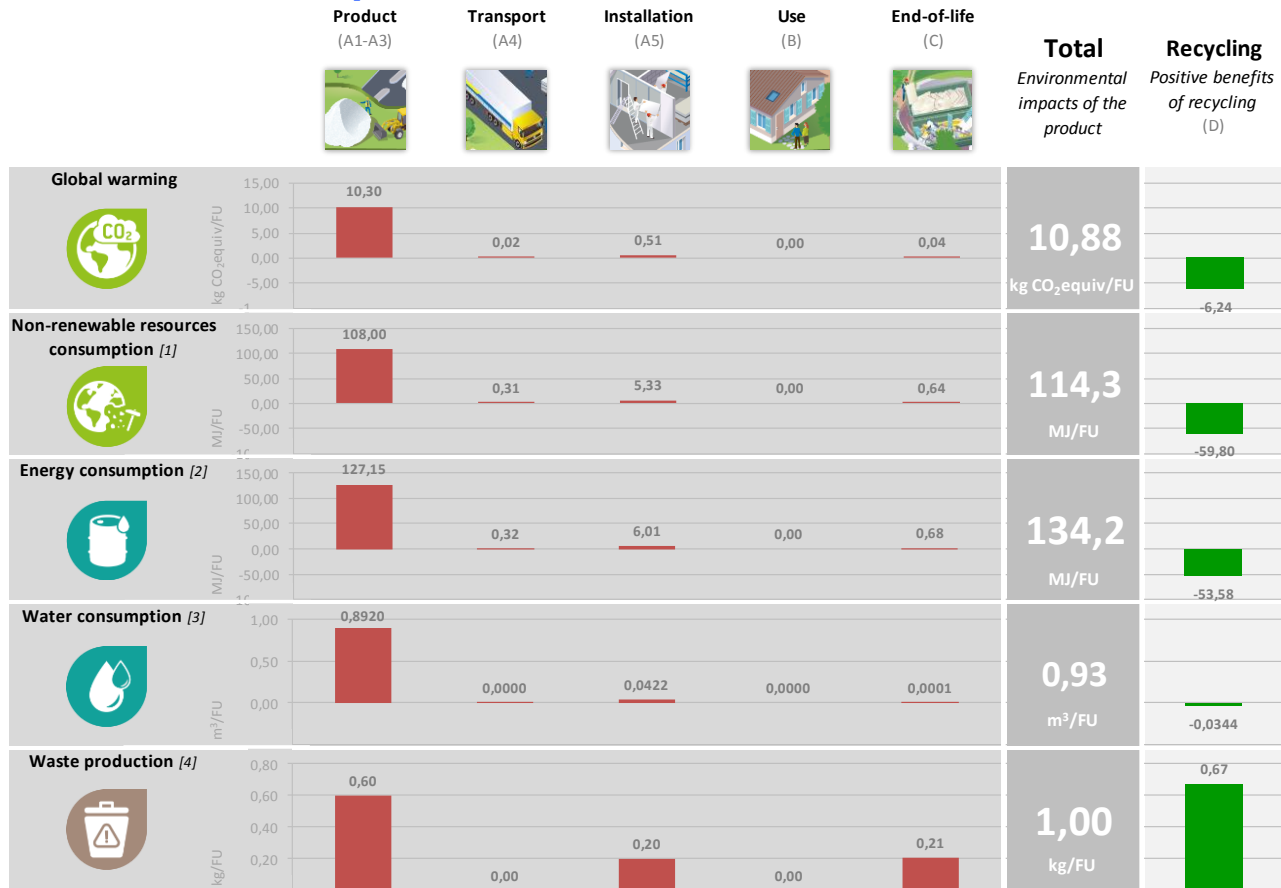 Product
(A1-A3)
Transport
(A4)
Installation
(A5)
Use
(B)
End-of-life
(C)
Total
Environmental
impacts of the
product
Recycling
Positive benefits
of recycling
(D)
Global warming
CO₂
kg CO₂equiv/FU
15,00
10,00
5,00
0,00
-5,00
10,30
0,02
0,51
0,00
0,04
10,88
kg CO₂equiv/FU
-6,24
Non-renewable resources
consumption [1]
MJ/FU
150,00
100,00
50,00
0,00
-50,00
108,00
0,31
5,33
0,00
0,64
114,3
MJ/FU
-59,80
Energy consumption [2]
MJ/FU
150,00
100,00
50,00
0,00
-50,00
127,15
0,32
6,01
0,00
0,68
134,2
MJ/FU
-53,58
Water consumption [3]
m³/FU
1,00
0,50
0,00
0,8920
0,0000
0,0422
0,0000
0,0001
0,93
m³/FU
-0,0344
Waste production [4]
kg/FU
0,80
0,60
0,40
0,20
0,60
0,00
0,20
0,00
0,21
1,00
kg/FU
0,67